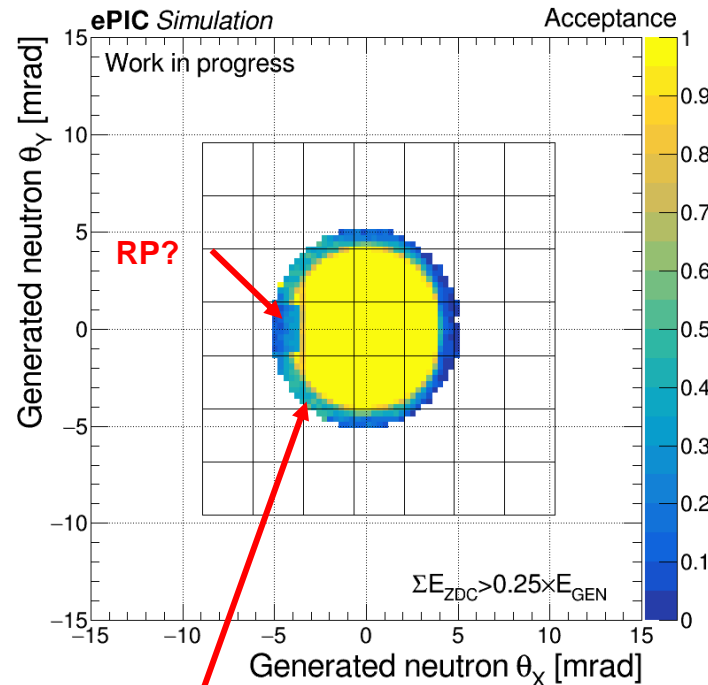 ePIC Simulation
Acceptance
Work in progress
Generated neutron θY [mrad]
15
10
5
0
−5
−10
−15
RP?
ΣEZDC>0.25×EGEN
−15 −10 −5 0 5 10 15
Generated neutron θX [mrad]
1
0.9
0.8
0.7
0.6
0.5
0.4
0.3
0.2
0.1
0